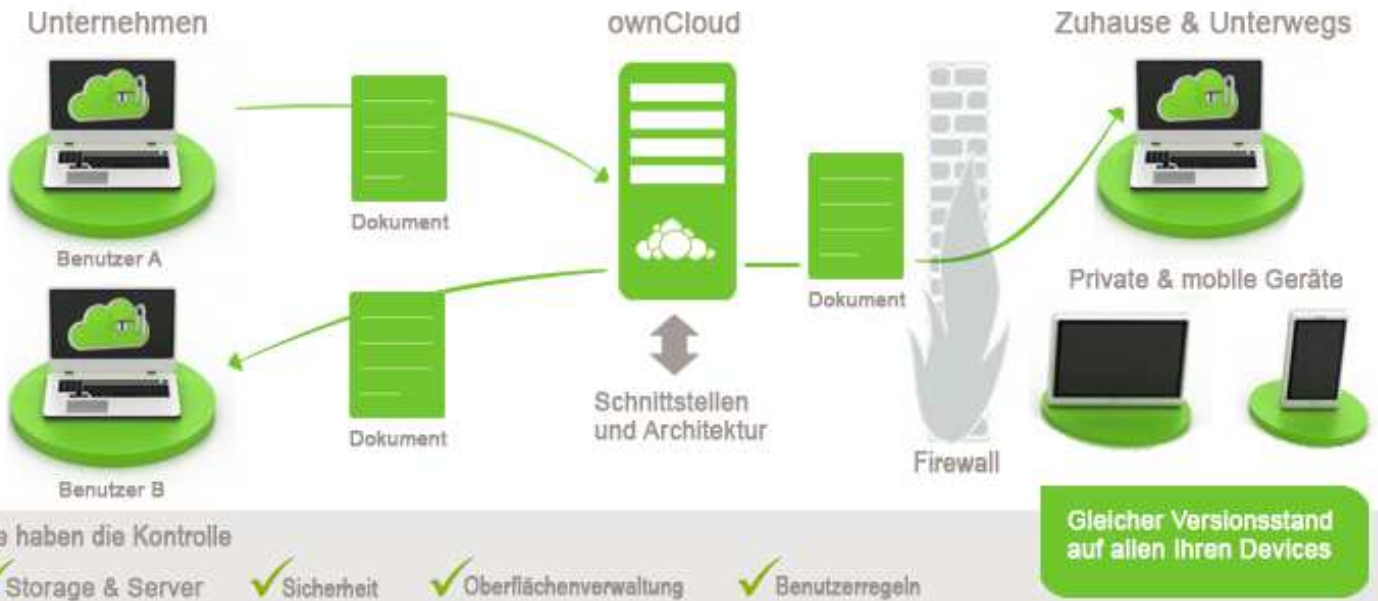 Unternehmen
ownCloud
Zuhause & Unterwegs
Dokument
Benutzer A
Private & mobile Geräte
Dokument
Schnittstellen
und Architektur
Dokument
Firewall
Benutzer B
Gleicher Versionsstand
auf allen Ihren Devices
e haben die Kontrolle
Storage & Server
Sicherheit
Oberflächenverwaltung
Benutzerregeln